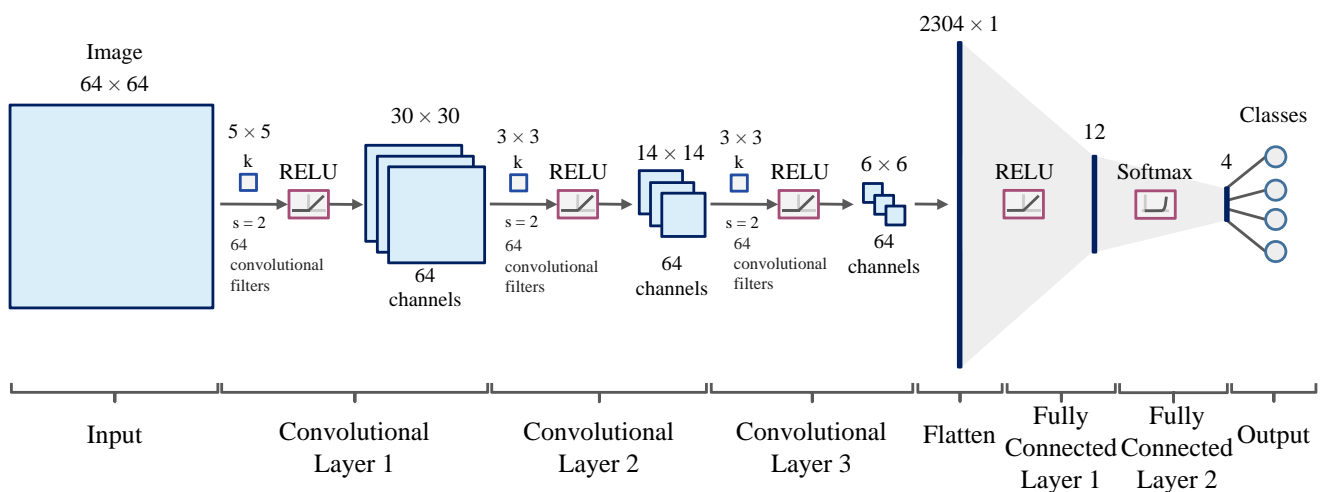 Image
64 × 64
5 × 5
k
RELU
s = 2
64
convolutional
filters
30 × 30
64
channels
3 × 3
k
RELU
s = 2
64
convolutional
filters
14 × 14
64
channels
3 × 3
k
RELU
s = 2
64
convolutional
filters
6 × 6
64
channels
2304 × 1
RELU
12
Softmax
4
Classes
Input
Convolutional
Layer 1
Convolutional
Layer 2
Convolutional
Layer 3
Flatten
Fully
Connected
Layer 1
Fully
Connected
Layer 2
Output